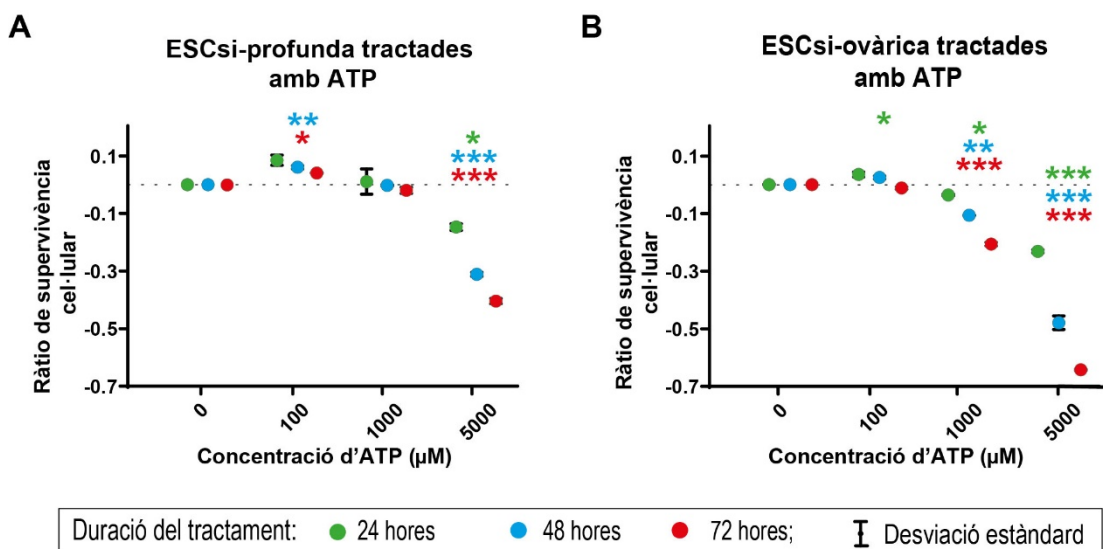 A
ESCsi-profunda tractades
amb ATP
** 
*
*
***
***
0.1
-0.1
-0.3
-0.5
-0.7
Ràtio de supervivència
cel·lular
0
100
1000
5000
Concentració d'ATP (µM)
B
ESCsi-ovàrica tractades
amb ATP
*
*
**
***
***
***
***
0.1
-0.1
-0.3
-0.5
-0.7
Ràtio de supervivència
cel·lular
0
100
1000
5000
Concentració d'ATP (µM)
Duració del tractament: 24 hores 48 hores 72 hores; Desviació estàndard